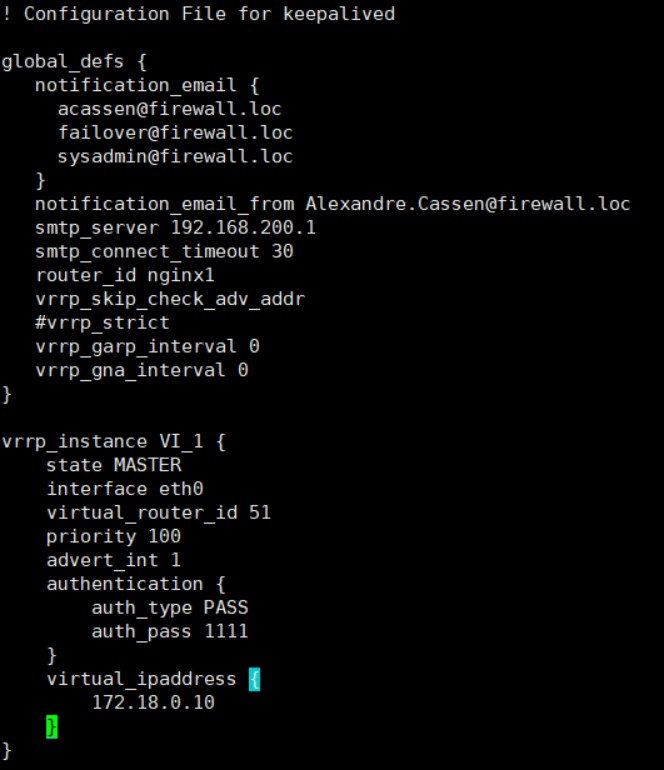 ! Configuration File for keepalived
global_defs {
notification_email {
acassen@firewall.loc
failover@firewall.loc
sysadmin@firewall.loc
}
notification_email_from Alexandre.Cassen@firewall.loc
smtp_server 192.168.200.1
smtp_connect_timeout 30
router_id nginx1
vrrp_skip_check_adv_addr
#vrrp_strict
vrrp_garp_interval 0
vrrp_gna_interval 0
}
vrrp_instance VI_1 {
state MASTER
interface eth0
virtual_router_id 51
priority 100
advert_int 1
authentication {
auth_type PASS
auth_pass 1111
}
virtual_ipaddress {
172.18.0.10
}
}